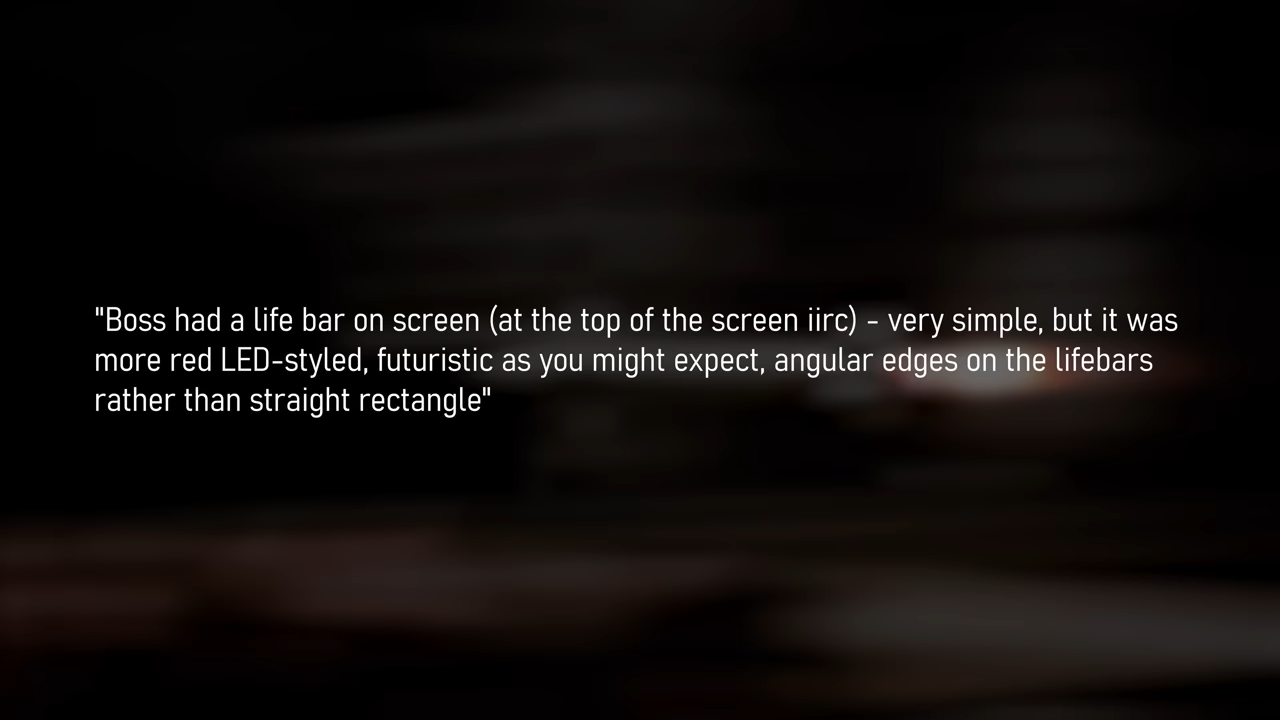 "Boss had a life bar on screen (at the top of the screen iirc) - very simple, but it was
more red LED-styled, futuristic as you might expect, angular edges on the lifebars
rather than straight rectangle"